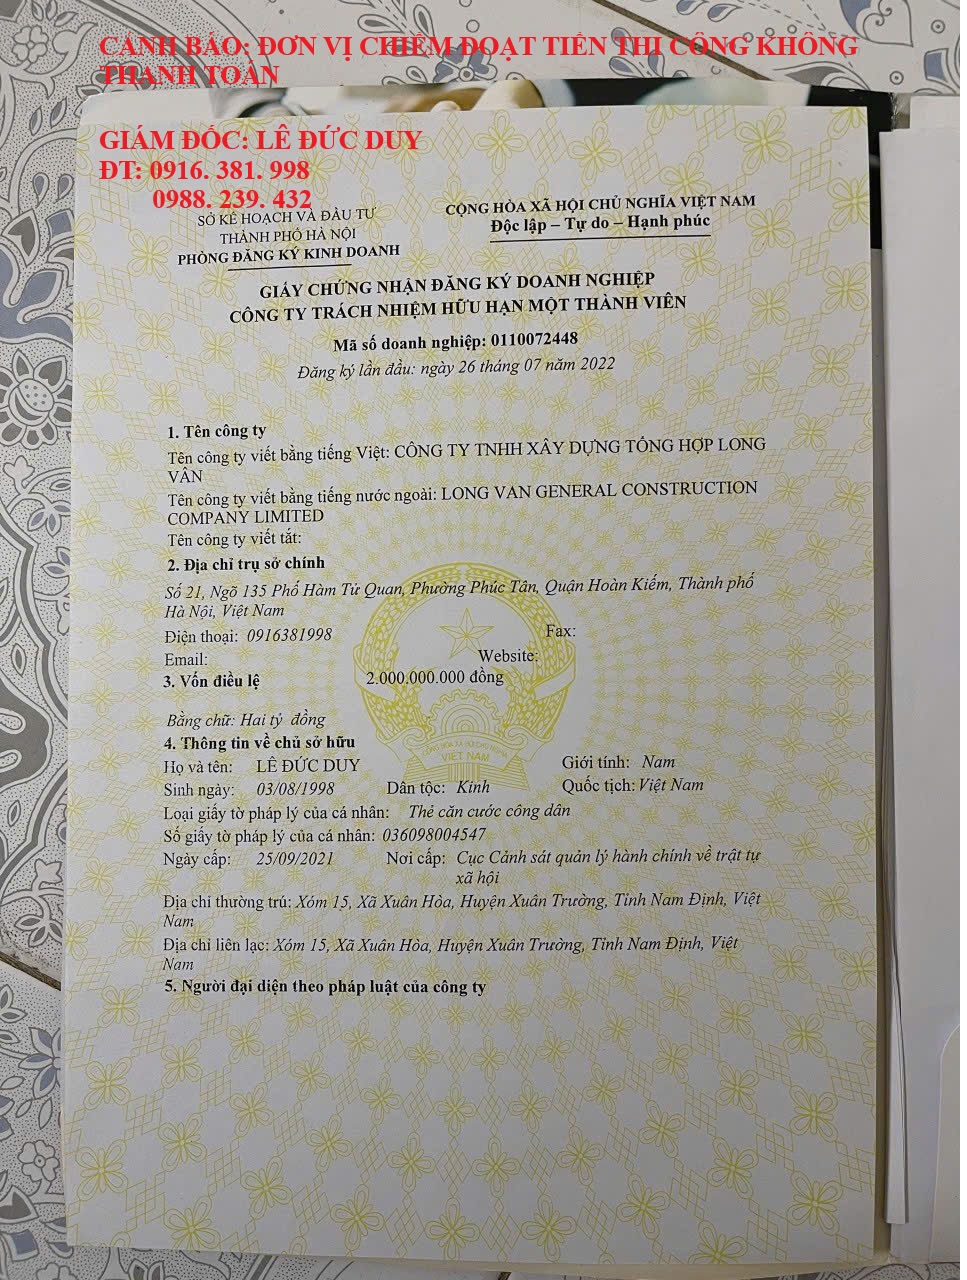 CẢNH BÁO: ĐƠN VỊ CHIẾM ĐOẠT TIỀN THI CÔNG KHÔNG
THANH TOÁN
GIÁM ĐỐC: LÊ ĐỨC DUY
ĐT: 0916. 381. 998
0988. 239. 432
SỞ KẾ HOẠCH VÀ ĐẦU TƯ
THÀNH PHỐ HÀ NỘI
PHÒNG ĐĂNG KÝ KINH DOANH
CỘNG HÒA XÃ HỘI CHỦ NGHĨA VIỆT NAM
Độc lập – Tự do – Hạnh phúc
GIẤY CHỨNG NHẬN ĐĂNG KÝ DOANH NGHIỆP
CÔNG TY TRÁCH NHIỆM HỮU HẠN MỘT THÀNH VIÊN
Mã số doanh nghiệp: 0110072448
Đăng ký lần đầu: ngày 26 tháng 07 năm 2022
1. Tên công ty
Tên công ty viết bằng tiếng Việt: CÔNG TY TNHH XÂY DỰNG TỔNG HỢP LONG
VÂN
Tên công ty viết bằng tiếng nước ngoài: LONG VAN GENERAL CONSTRUCTION
COMPANY LIMITED
Tên công ty viết tắt:
2. Địa chỉ trụ sở chính
Số 21, Ngõ 135 Phố Hàm Tử Quan, Phường Phúc Tân, Quận Hoàn Kiếm, Thành phố
Hà Nội, Việt Nam
Điện thoại: 0916381998 Fax:
Email: Website:
3. Vốn điều lệ 2.000.000.000 đồng
Bằng chữ: Hai tỷ đồng
4. Thông tin về chủ sở hữu
Họ và tên: LÊ ĐỨC DUY Giới tính: Nam
Sinh ngày: 03/08/1998 Dân tộc: Kinh Quốc tịch: Việt Nam
Loại giấy tờ pháp lý của cá nhân: Thẻ căn cước công dân
Số giấy tờ pháp lý của cá nhân: 036098004547
Ngày cấp: 25/09/2021 Nơi cấp: Cục Cảnh sát quản lý hành chính về trật tự
xã hội
Địa chỉ thường trú: Xóm 15, Xã Xuân Hòa, Huyện Xuân Trường, Tỉnh Nam Định, Việt
Nam
Địa chỉ liên lạc: Xóm 15, Xã Xuân Hòa, Huyện Xuân Trường, Tỉnh Nam Định, Việt
Nam
5. Người đại diện theo pháp luật của công ty
CỘNG HÒA XÃ HỘI CHỦ NGHĨA
VIỆT NAM